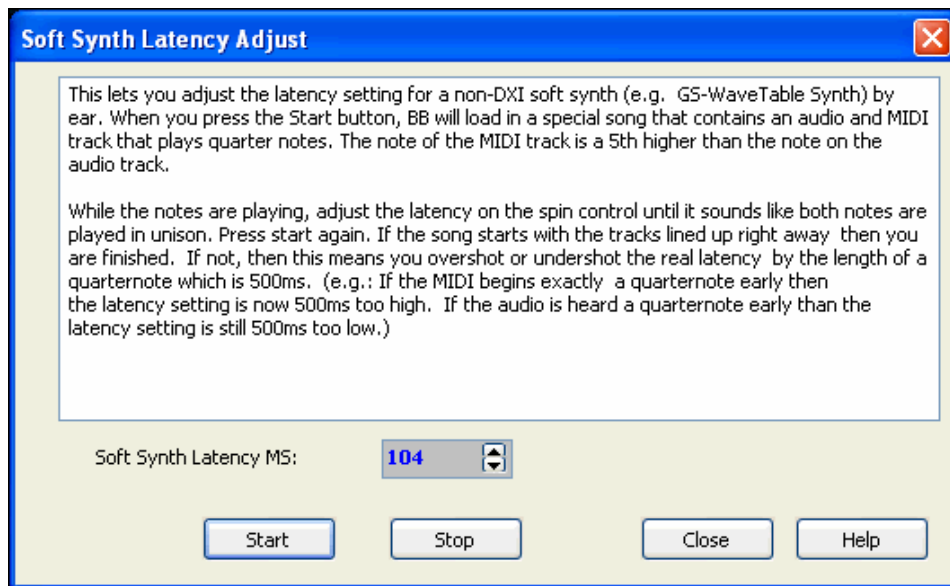 Soft Synth Latency Adjust
This lets you adjust the latency setting for a non-DXI soft synth (e.g. GS-WaveTable Synth) by
ear. When you press the Start button, BB will load in a special song that contains an audio and MIDI
track that plays quarter notes. The note of the MIDI track is a 5th higher than the note on the
audio track.
While the notes are playing, adjust the latency on the spin control until it sounds like both notes are
played in unison. Press start again. If the song starts with the tracks lined up right away then you
are finished. If not, then this means you overshot or undershot the real latency by the length of a
quarternote which is 500ms. (e.g.: If the MIDI begins exactly a quarternote early then
the latency setting is now 500ms too high. If the audio is heard a quarternote early than the
latency setting is still 500ms too low.)
Soft Synth Latency MS: 104
Start Stop Close Help